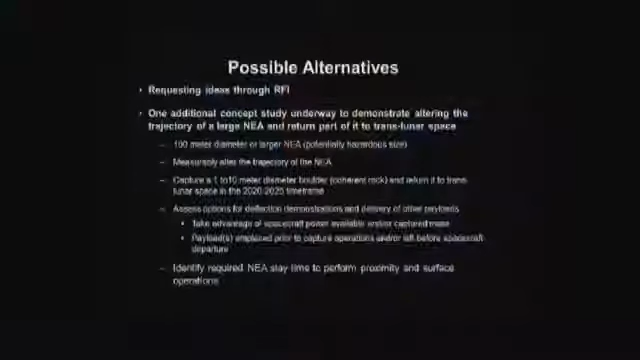 Possible Alternatives
• Requesting ideas through RFI
• One additional concept study underway to demonstrate altering the
trajectory of a large NEA and return part of it to trans-lunar space
– 100 meter diameter or larger NEA (potentially hazardous size)
– Measurably alter the trajectory of the NEA
– Capture a 1 to10 meter diameter boulder (coherent rock) and return it to trans-
lunar space in the 2020-2025 timeframe
– Assess options for deflection demonstrations and delivery of other payloads
• Take advantage of spacecraft power available and/or captured mass
• Payload(s) emplaced prior to capture operations and/or left before spacecraft
departure
– Identify required NEA stay time to perform proximity and surface
operations